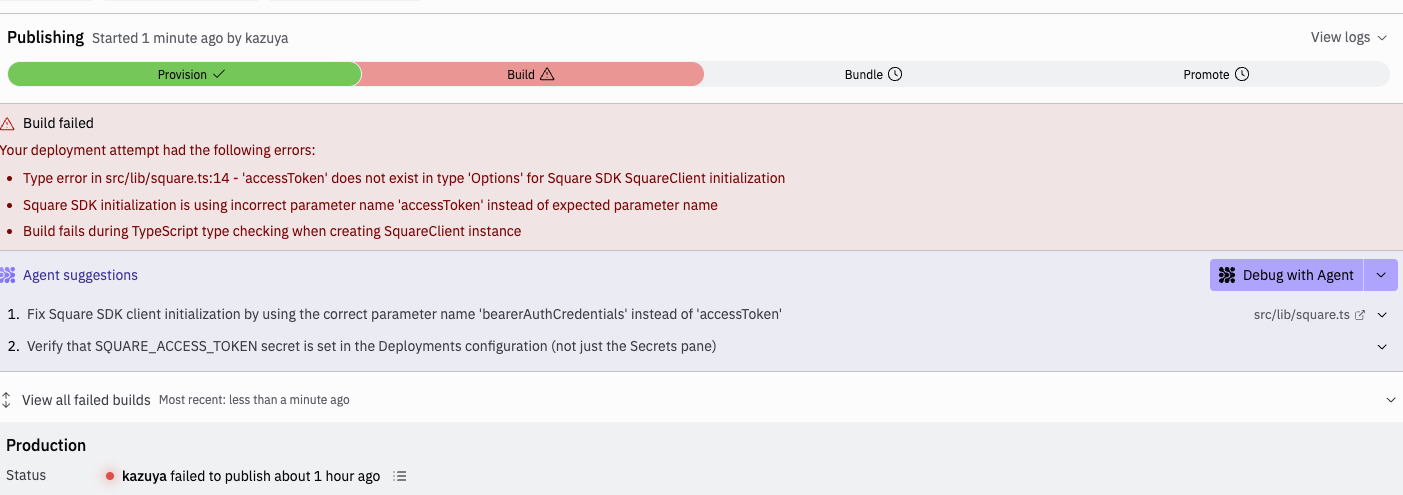 Publishing Started 1 minute ago by kazuya View logs
Provision Build Bundle Promote
Build failed
Your deployment attempt had the following errors:
• Type error in src/lib/square.ts:14 - 'accessToken' does not exist in type 'Options' for Square SDK SquareClient initialization
• Square SDK initialization is using incorrect parameter name 'accessToken' instead of expected parameter name
• Build fails during TypeScript type checking when creating SquareClient instance
Agent suggestions Debug with Agent
1. Fix Square SDK client initialization by using the correct parameter name 'bearerAuthCredentials' instead of 'accessToken' src/lib/square.ts
2. Verify that SQUARE_ACCESS_TOKEN secret is set in the Deployments configuration (not just the Secrets pane)
View all failed builds Most recent: less than a minute ago
Production
Status kazuya failed to publish about 1 hour ago